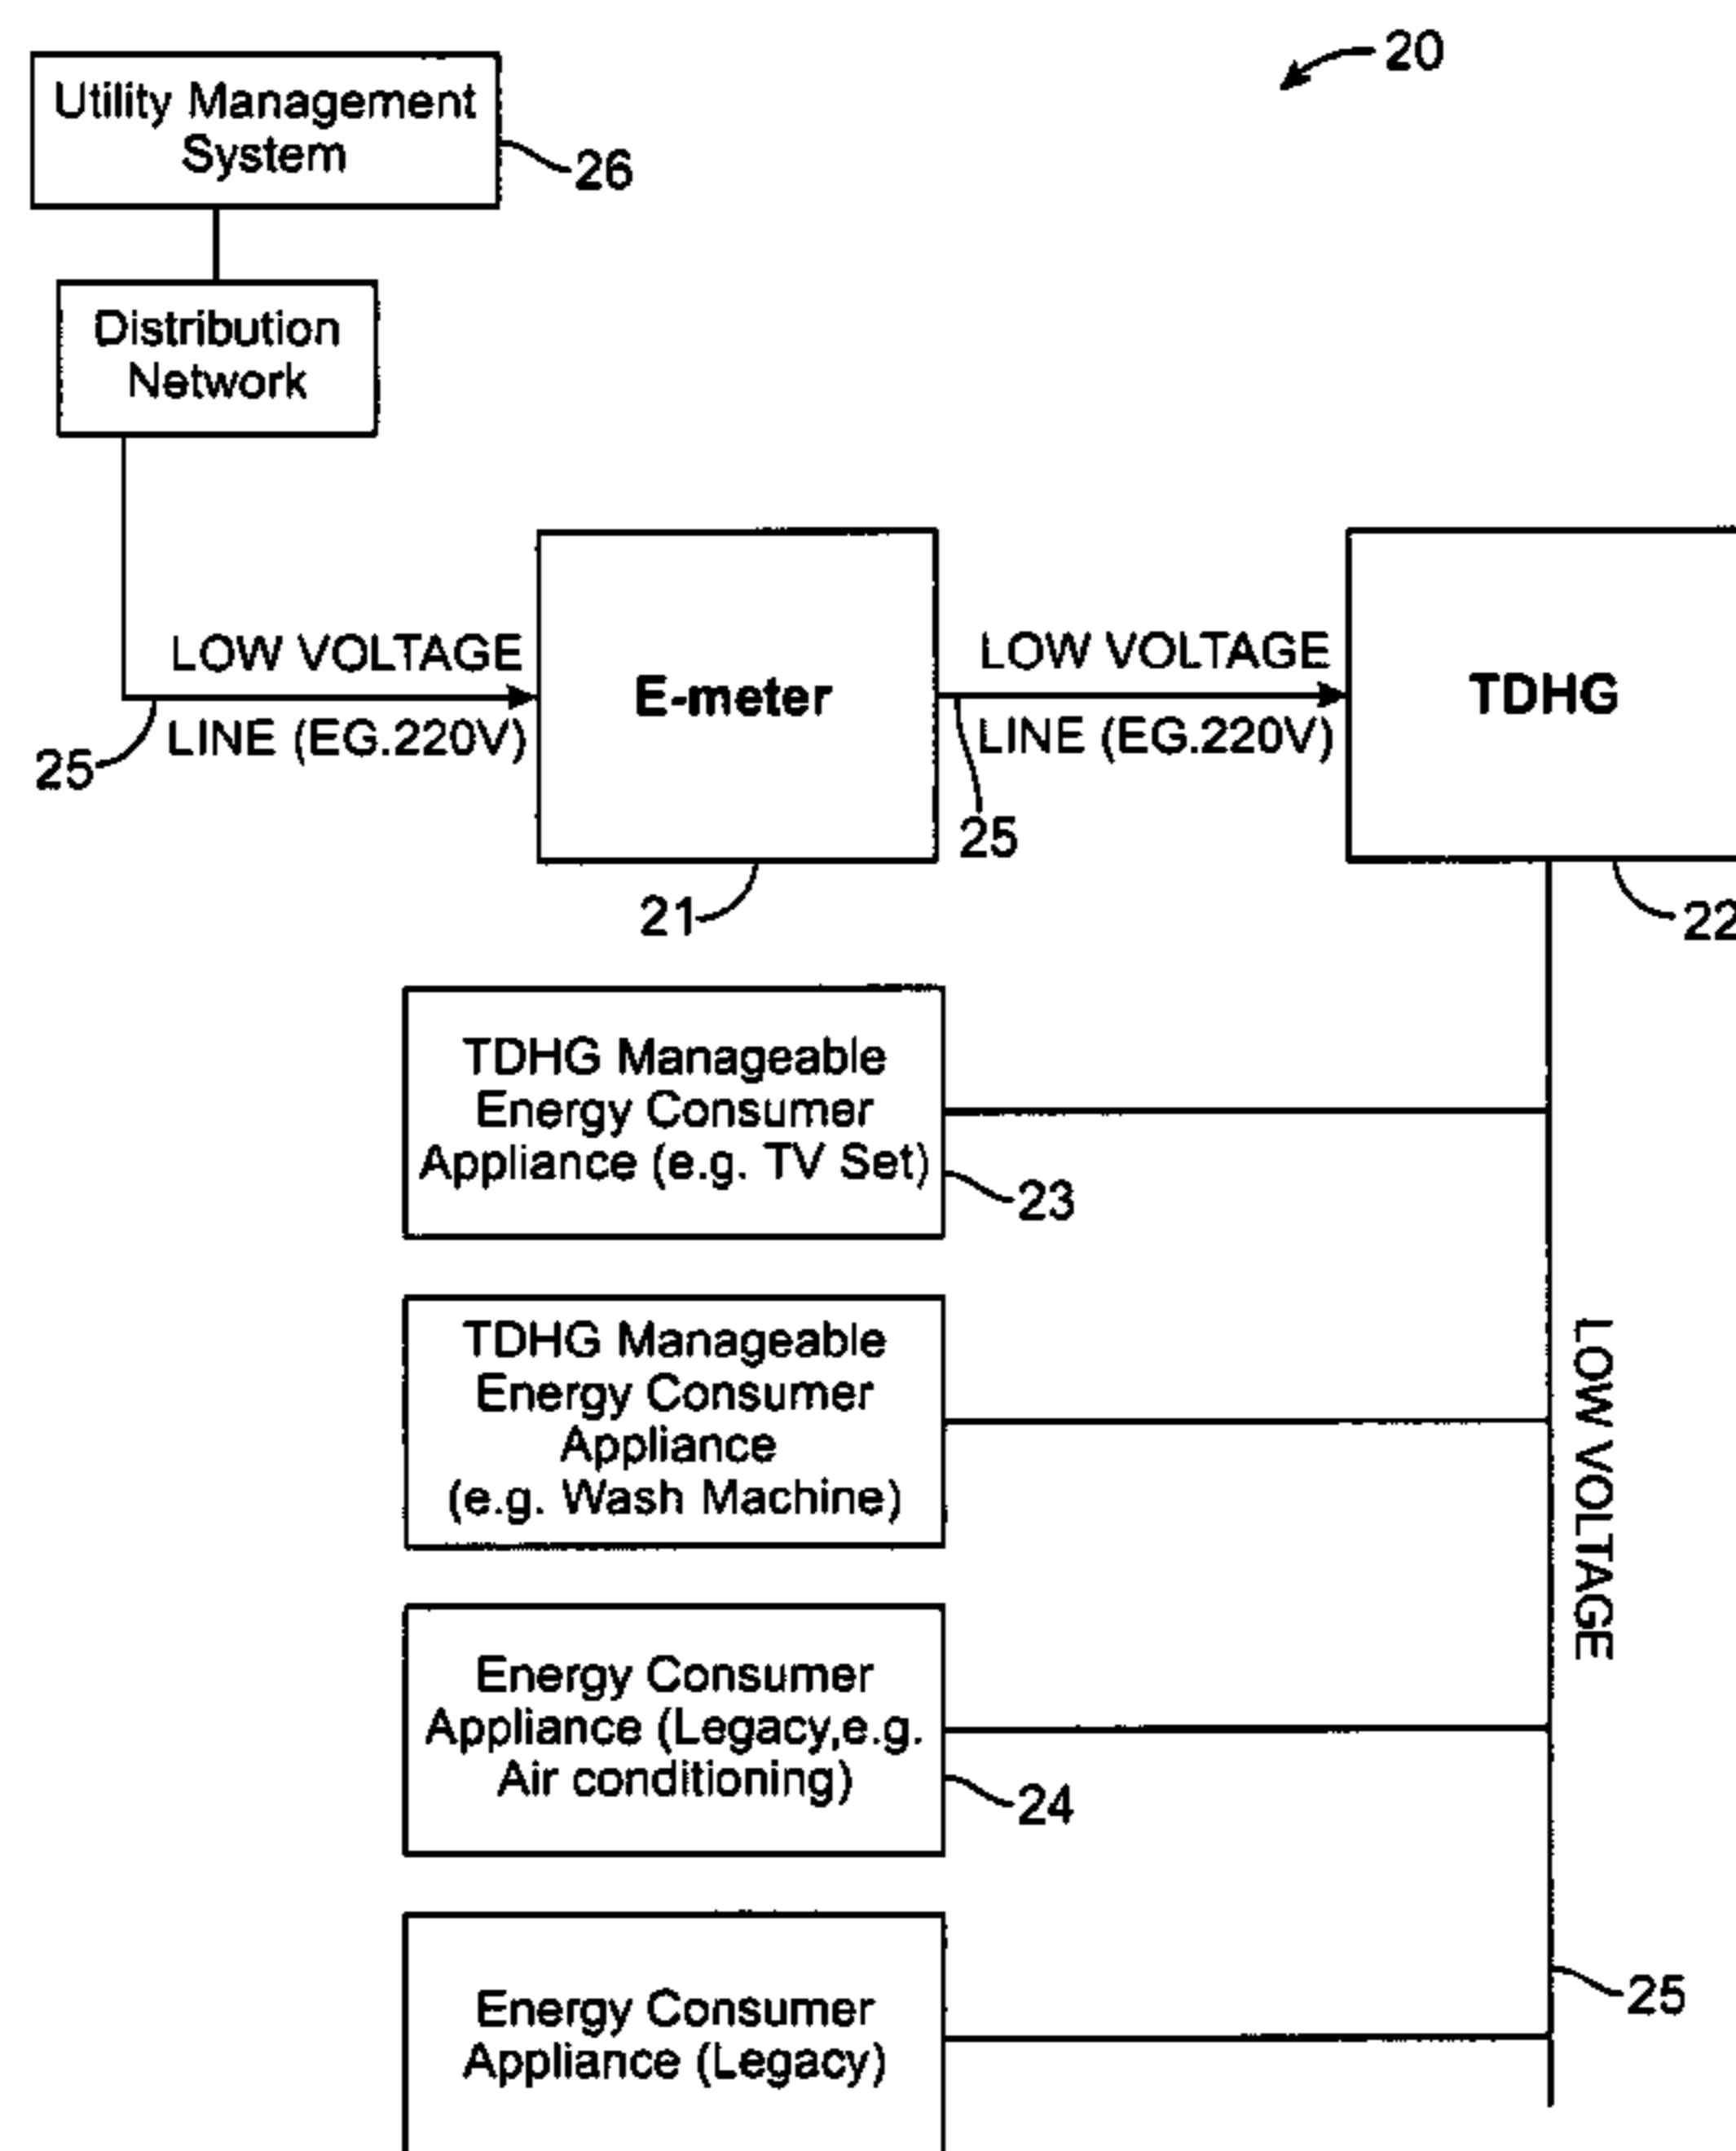 20
Utility Management
System
26
Distribution
Network
LOW VOLTAGE
LINE (EG.220V)
25
E-meter
21
LOW VOLTAGE
LINE (EG.220V)
25
TDHG
22
TDHG Manageable
Energy Consumer
Appliance (e.g. TV Set)
23
TDHG Manageable
Energy Consumer
Appliance
(e.g. Wash Machine)
LOW VOLTAGE
Energy Consumer
Appliance (Legacy,e.g.
Air conditioning)
24
Energy Consumer
Appliance (Legacy)
25